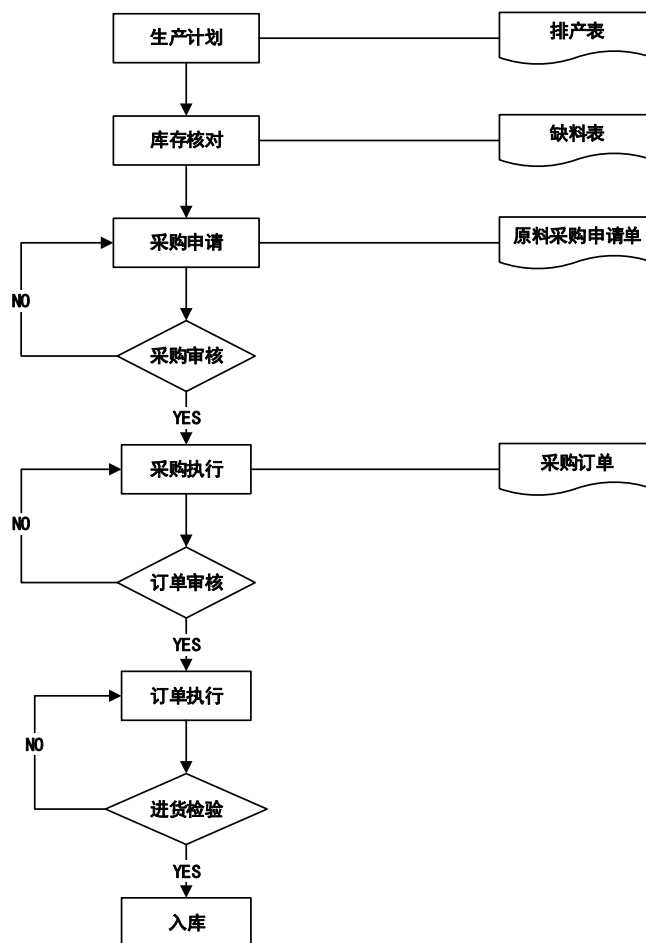 生产计划
排产表
库存核对
缺料表
采购申请
原料采购申请单
NO
采购审核
YES
采购执行
采购订单
NO
订单审核
YES
订单执行
NO
进货检验
YES
入库